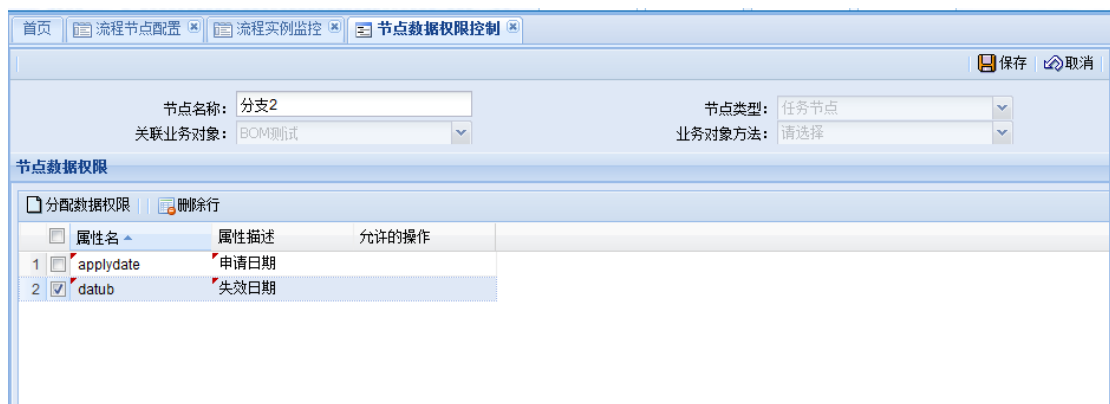 首页 流程节点配置 流程实例监控 节点数据权限控制
保存 取消
节点名称: 分支2 节点类型: 任务节点
关联业务对象: BOM测试 业务对象方法: 请选择
节点数据权限
分配数据权限 删除行
属性名 属性描述 允许的操作
1 applydate 申请日期
2 datub 失效日期